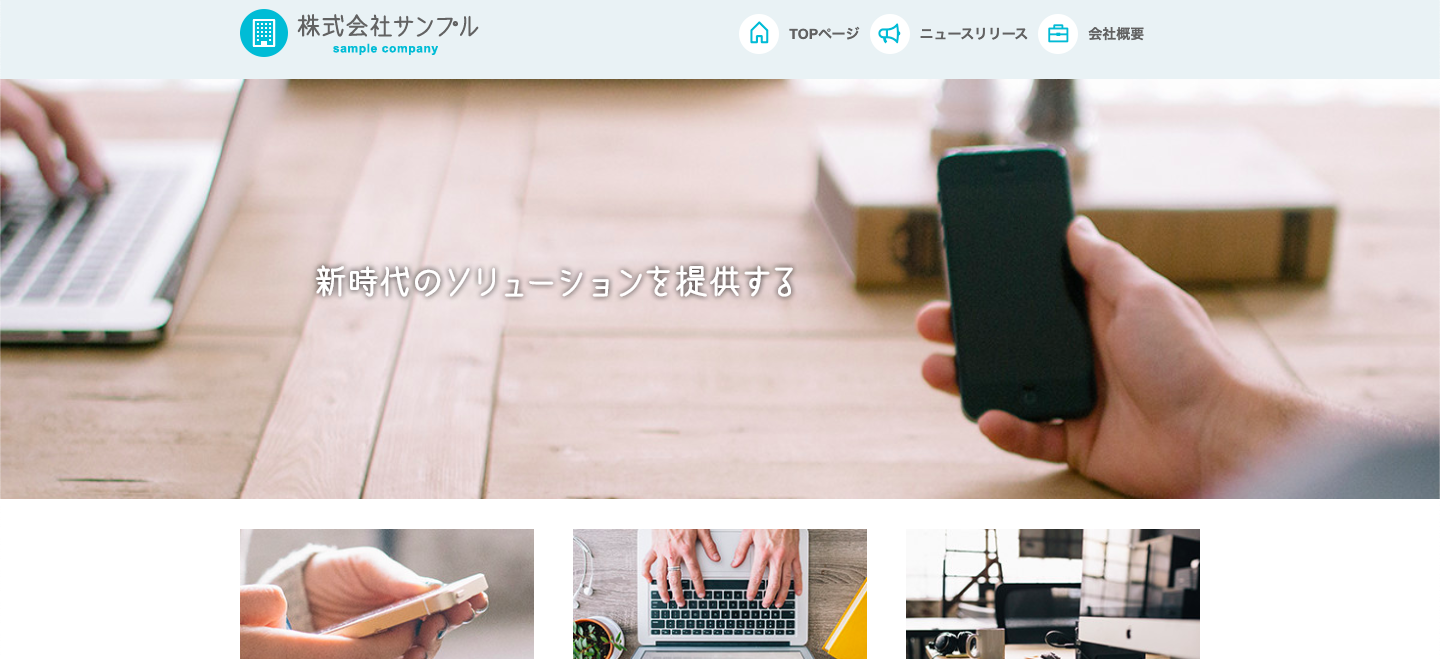 株式会社サンプル
sample company
TOPページ
ニュースリリース
会社概要
新時代のソリューションを提供する